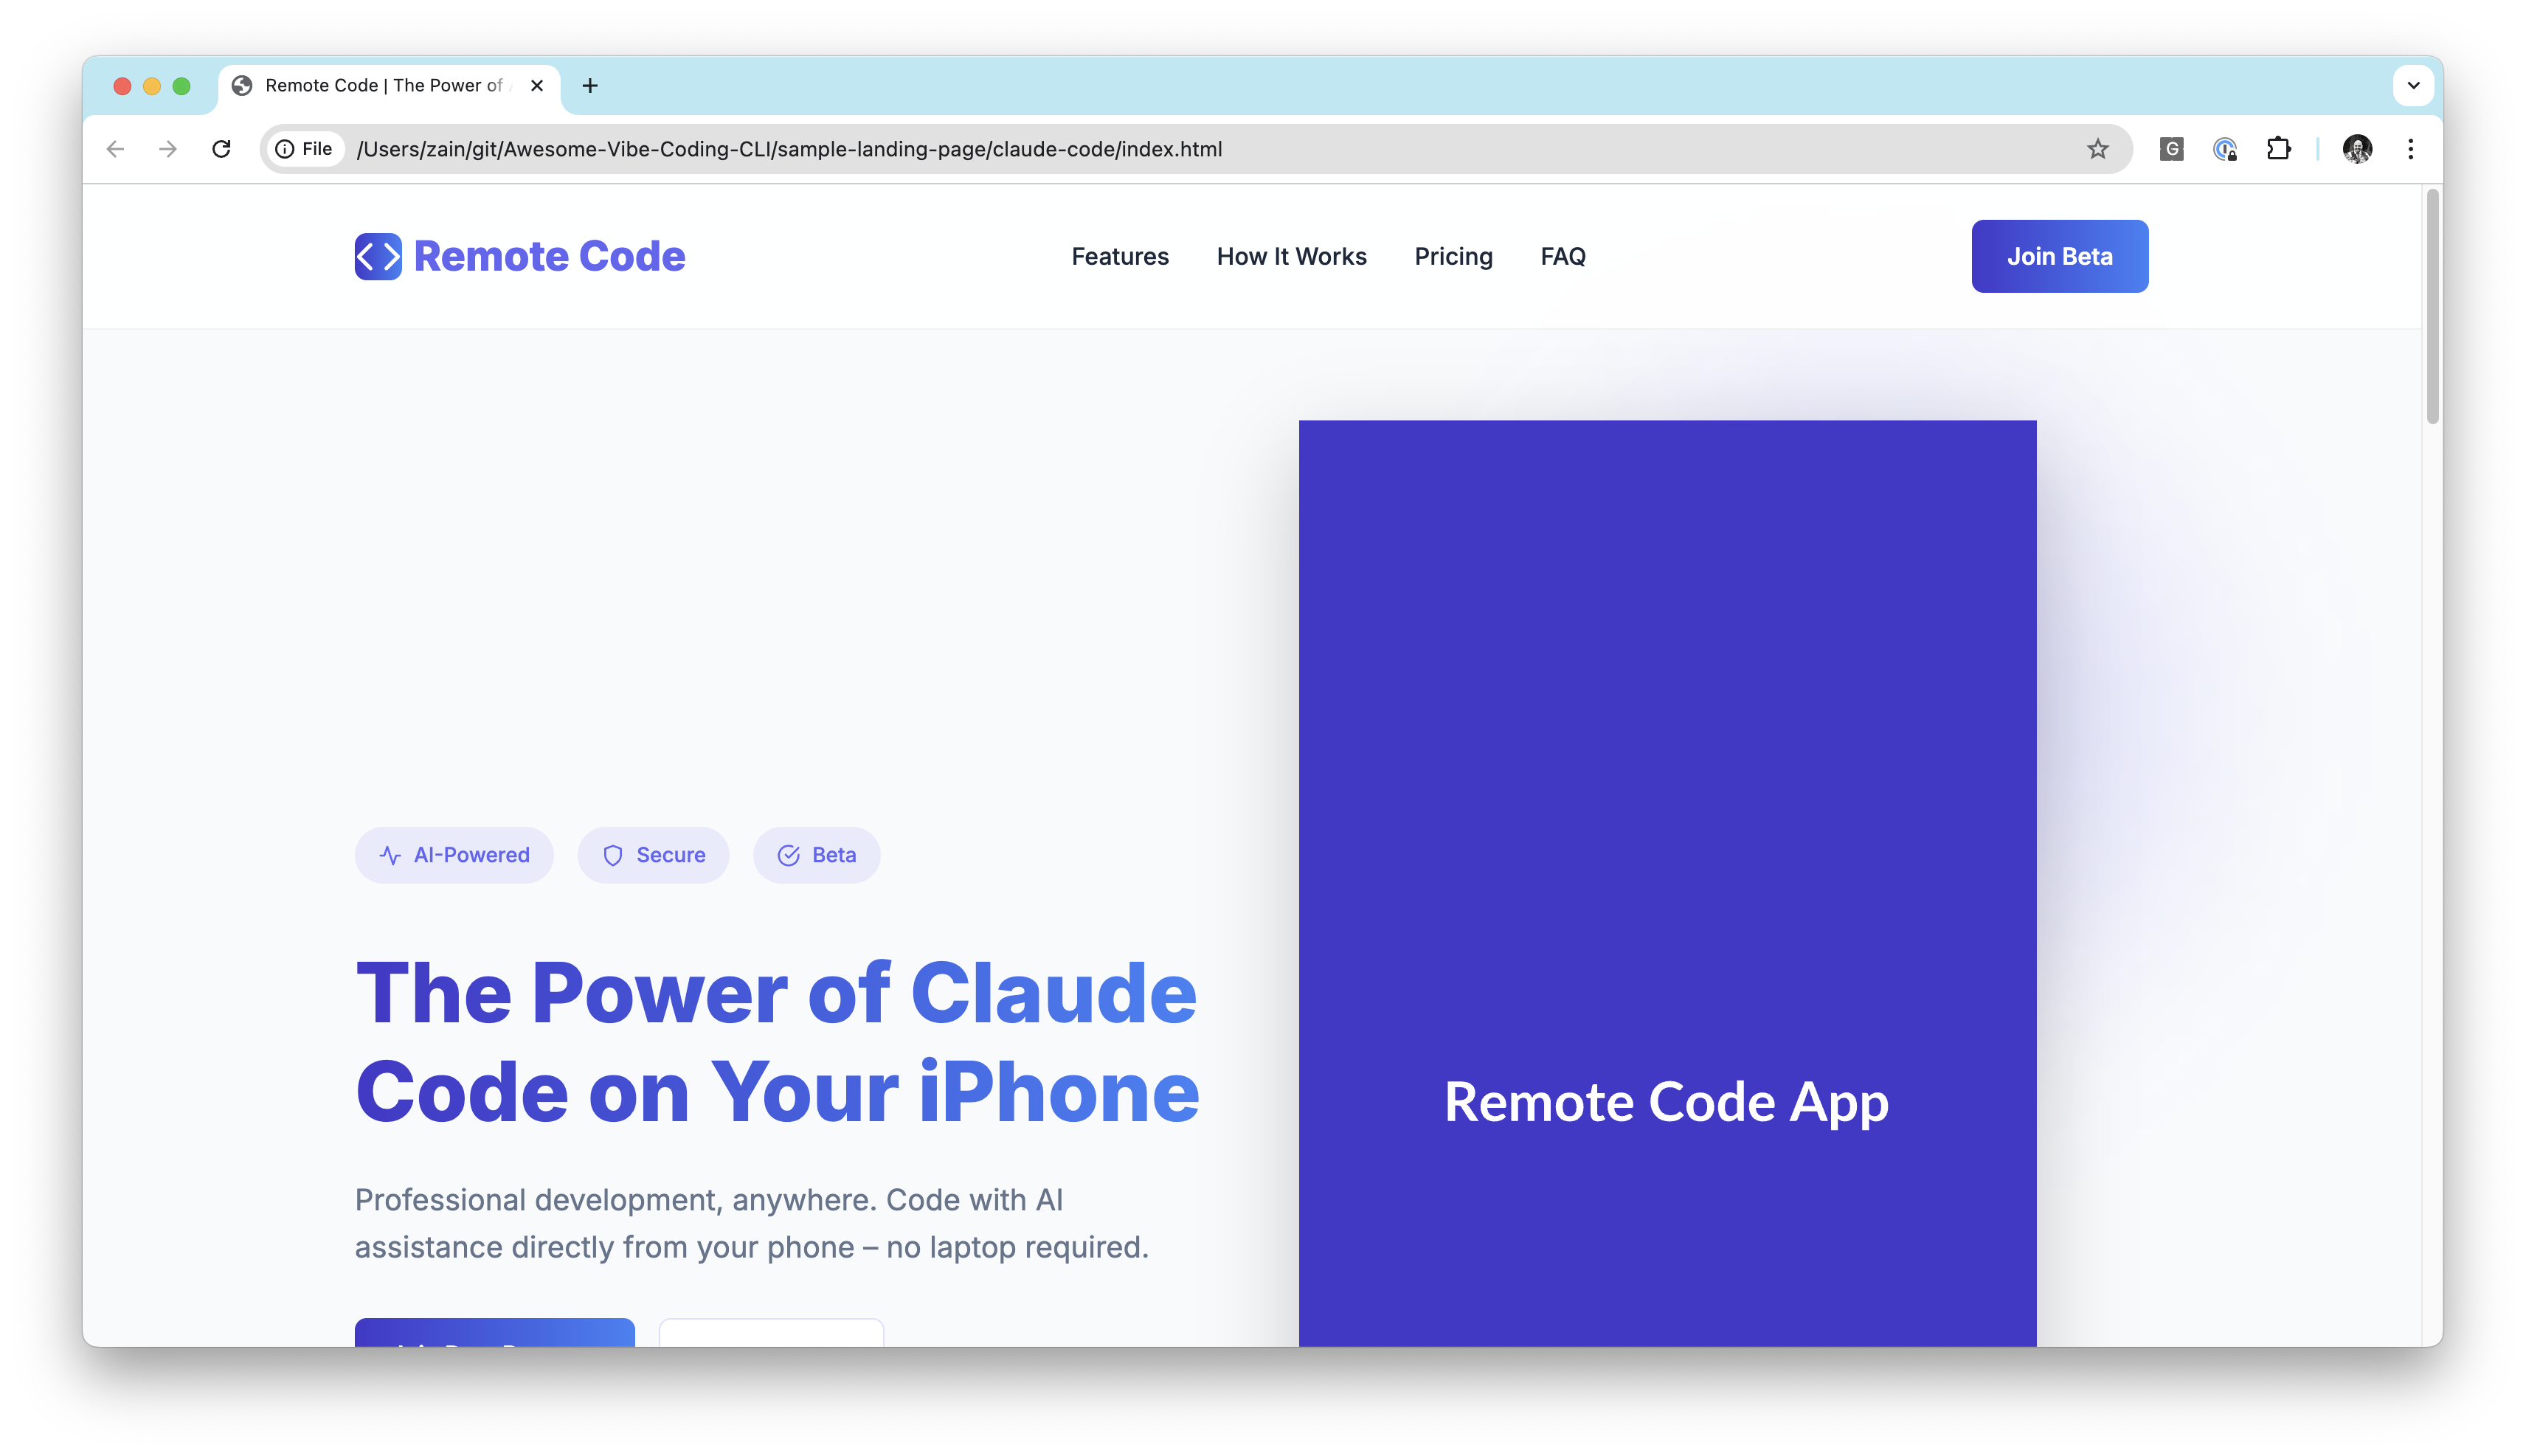 Remote Code | The Power of
File
/Users/zain/git/Awesome-Vibe-Coding-CLI/sample-landing-page/claude-code/index.html
G
Remote Code
Features
How It Works
Pricing
FAQ
Join Beta
AI-Powered
Secure
Beta
The Power of Claude
Code on Your iPhone
Professional development, anywhere. Code with AI
assistance directly from your phone – no laptop required.
Remote Code App